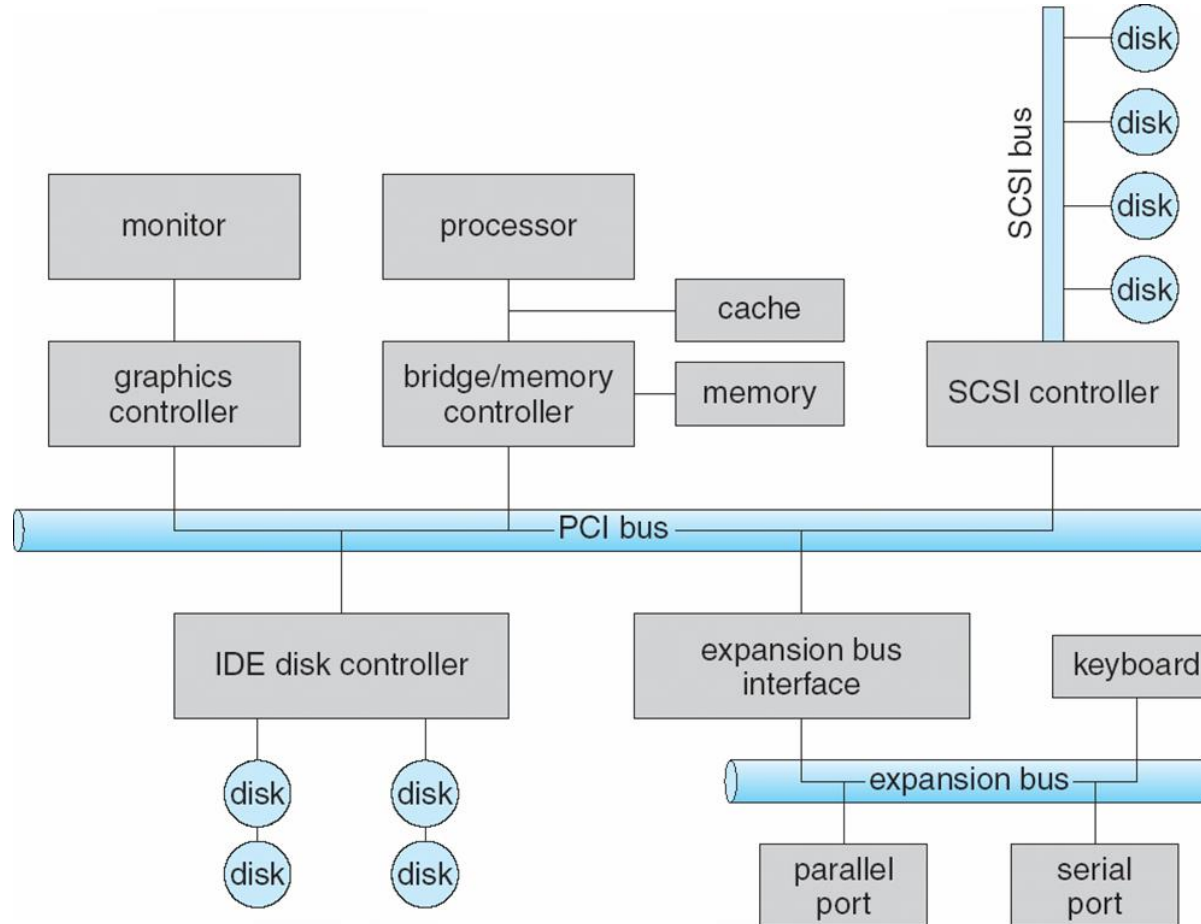 disk
disk
disk
disk
SCSI bus
monitor
processor
cache
graphics
controller
bridge/memory
controller
memory
SCSI controller
PCI bus
IDE disk controller
expansion bus
interface
keyboard
disk
disk
expansion bus
disk
disk
parallel
port
serial
port